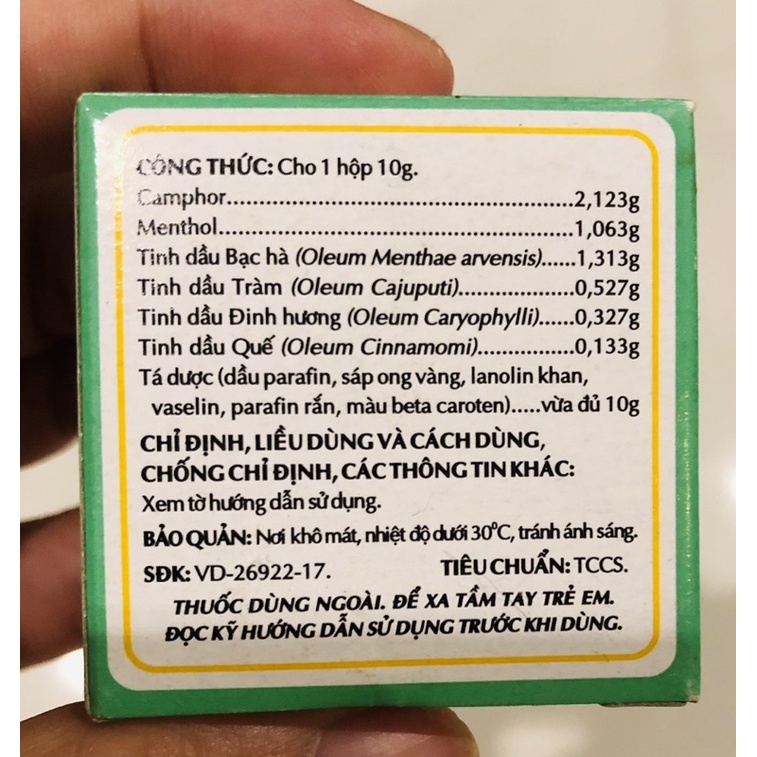 CÔNG THỨC: Cho 1 hộp 10g.
Camphor..................................................2,123g
Menthol...................................................1,063g
Tinh dầu Bạc hà (Oleum Menthae arvensis)......1,313g
Tinh dầu Tràm (Oleum Cajuputi).................0,527g
Tinh dầu Đinh hương (Oleum Caryophylli)......0,327g
Tinh dầu Quế (Oleum Cinnamomi)...............0,133g
Tá dược (dầu parafin, sáp ong vàng, lanolin khan,
vaselin, parafin rắn, màu beta caroten).....vừa đủ 10g
CHỈ ĐỊNH, LIỀU DÙNG VÀ CÁCH DÙNG,
CHỐNG CHỈ ĐỊNH, CÁC THÔNG TIN KHÁC:
Xem tờ hướng dẫn sử dụng.
BẢO QUẢN: Nơi khô mát, nhiệt độ dưới 30⁰C, tránh ánh sáng.
SĐK: VD-26922-17. TIÊU CHUẨN: TCCS.
THUỐC DÙNG NGOÀI. ĐỂ XA TẦM TAY TRẺ EM.
ĐỌC KỸ HƯỚNG DẪN SỬ DỤNG TRƯỚC KHI DÙNG.